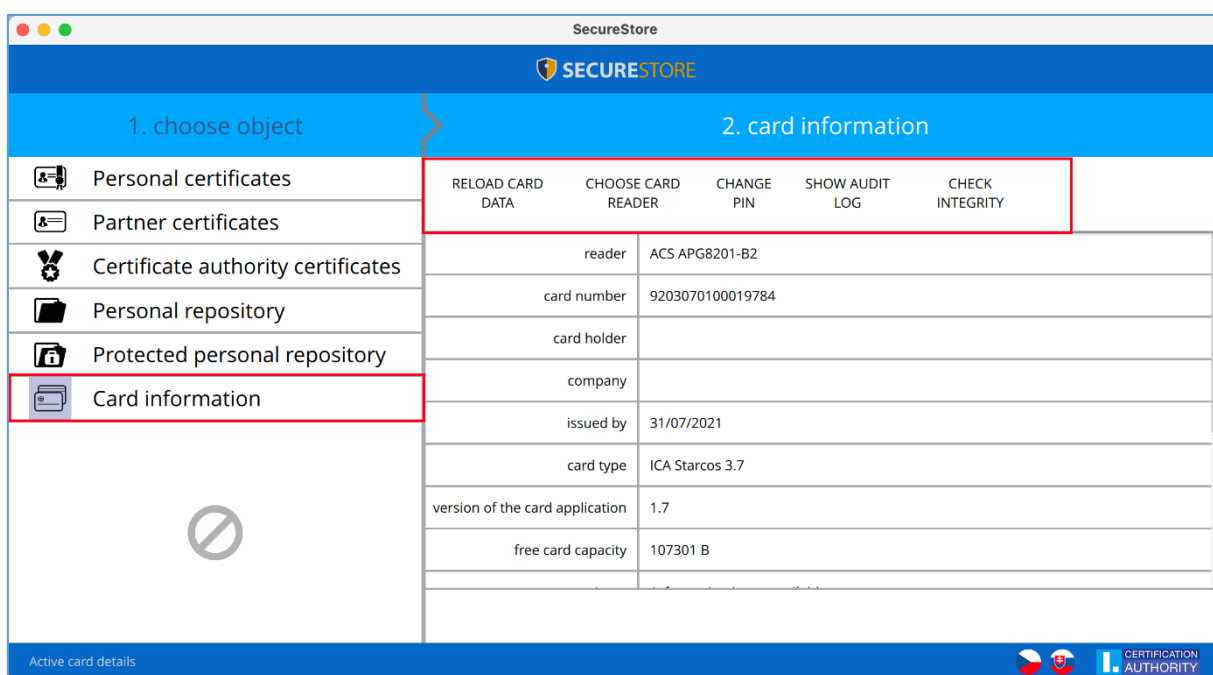 SecureStore
SECURESTORE
1. choose object
2. card information
Personal certificates
Partner certificates
Certificate authority certificates
Personal repository
Protected personal repository
Card information
RELOAD CARD
DATA
CHOOSE CARD
READER
CHANGE
PIN
SHOW AUDIT
LOG
CHECK
INTEGRITY
reader ACS APG8201-B2
card number 9203070100019784
card holder
company
issued by 31/07/2021
card type ICA Starcos 3.7
version of the card application 1.7
free card capacity 107301 B
Active card details
CERTIFICATION
AUTHORITY